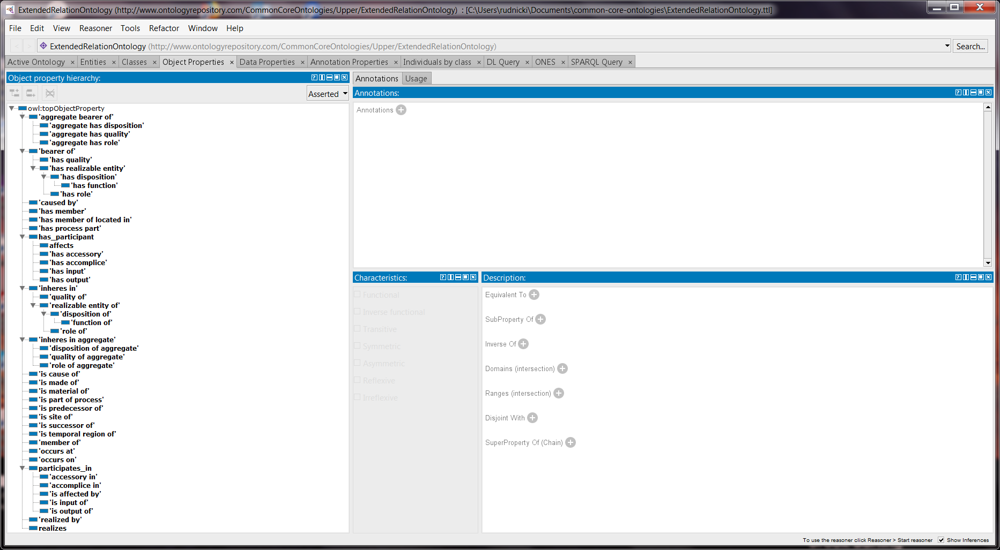 ExtendedRelationOntology (http://www.ontologyrepository.com/CommonCoreOntologies/Upper/ExtendedRelationOntology) : [C:\Users\rudnicki\Documents\common-core-ontologies\ExtendedRelationOntology.ttl]
File Edit View Reasoner Tools Refactor Window Help
< > ExtendedRelationOntology (http://www.ontologyrepository.com/CommonCoreOntologies/Upper/ExtendedRelationOntology) Search...
Active Ontology × Entities × Classes × Object Properties × Data Properties × Annotation Properties × Individuals by class × DL Query × ONES × SPARQL Query ×
Object property hierarchy:
Asserted
owl:topObjectProperty
'aggregate bearer of'
'aggregate has disposition'
'aggregate has quality'
'aggregate has role'
'bearer of'
'has quality'
'has realizable entity'
'has disposition'
'has function'
'has role'
'caused by'
'has member'
'has member of located in'
'has process part'
has_participant
affects
'has accessory'
'has accomplice'
'has input'
'has output'
'inheres in'
'quality of'
'realizable entity of'
'disposition of'
'function of'
'role of'
'inheres in aggregate'
'disposition of aggregate'
'quality of aggregate'
'role of aggregate'
'is cause of'
'is made of'
'is material of'
'is part of process'
'is predecessor of'
'is site of'
'is successor of'
'is temporal region of'
'member of'
'occurs at'
'occurs on'
participates_in
'accessory in'
'accomplice in'
'is affected by'
'is input of'
'is output of'
'realized by'
realizes
Annotations Usage
Annotations:
Annotations
Characteristics:
Functional
Inverse functional
Transitive
Symmetric
Asymmetric
Reflexive
Irreflexive
Description:
Equivalent To
SubProperty Of
Inverse Of
Domains (intersection)
Ranges (intersection)
Disjoint With
SuperProperty Of (Chain)
To use the reasoner click Reasoner > Start reasoner Show Inferences